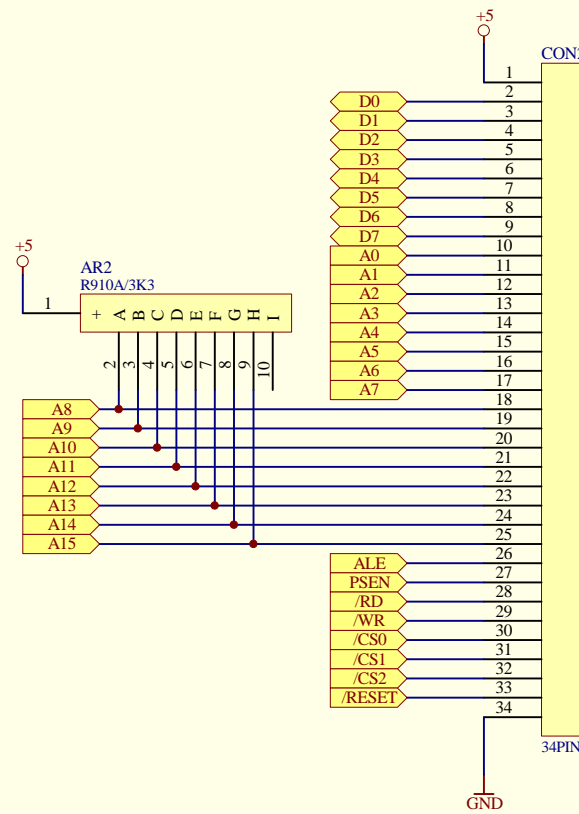 +5
CON
1
D0 2
D1 3
D2 4
D3 5
D4 6
D5 7
D6 8
D7 9
A0 10
A1 11
A2 12
A3 13
A4 14
A5 15
A6 16
A7 17
+5
AR2
R910A/3K3
1 + A B C D E F G H I
2 3 4 5 6 7 8 9 10
A8 18
A9 19
A10 20
A11 21
A12 22
A13 23
A14 24
A15 25
ALE 26
PSEN 27
/RD 28
/WR 29
/CS0 30
/CS1 31
/CS2 32
/RESET 33
34
34PIN
GND